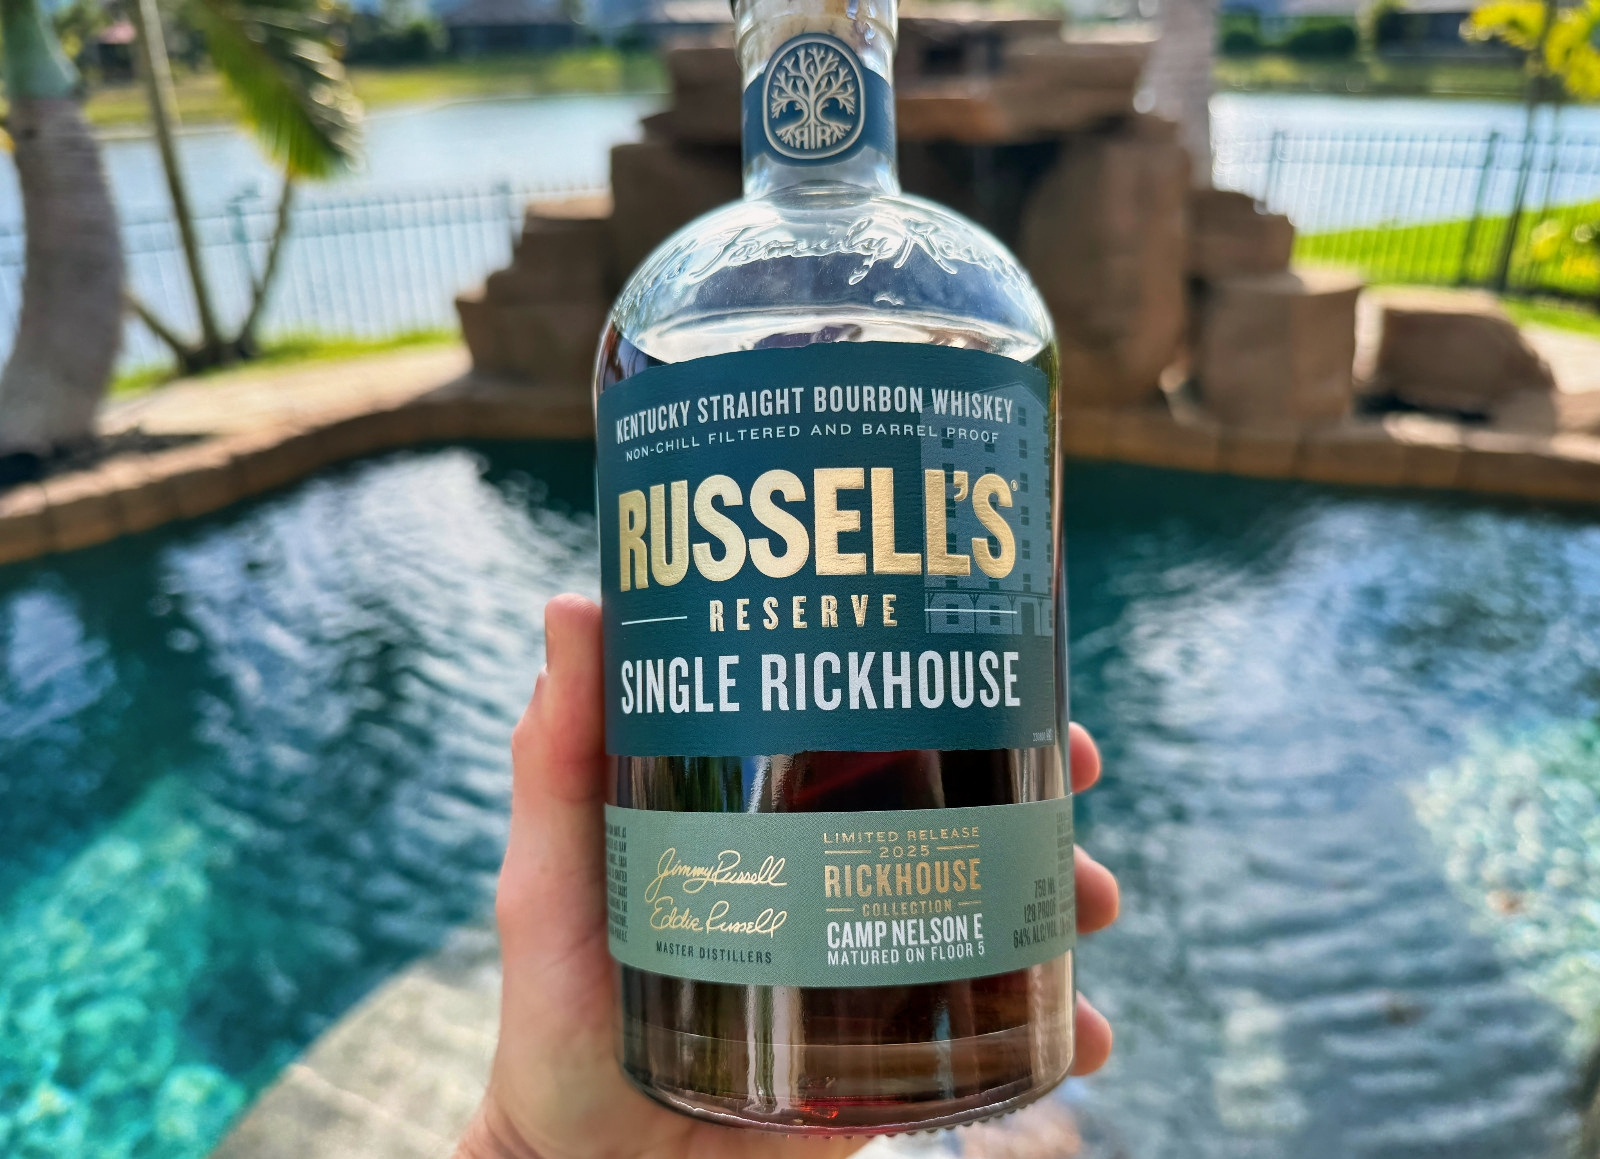 Family R
KENTUCKY STRAIGHT BOURBON WHISKEY
NON-CHILL FILTERED AND BARREL PROOF
RUSSELL'S®
RESERVE
SINGLE RICKHOUSE
Jimmy Russell
Eddie Russell
MASTER DISTILLERS
LIMITED RELEASE
2025
RICKHOUSE
COLLECTION
CAMP NELSON E
MATURED ON FLOOR 5
750 ML
128 PROOF
64% ALC/VOL